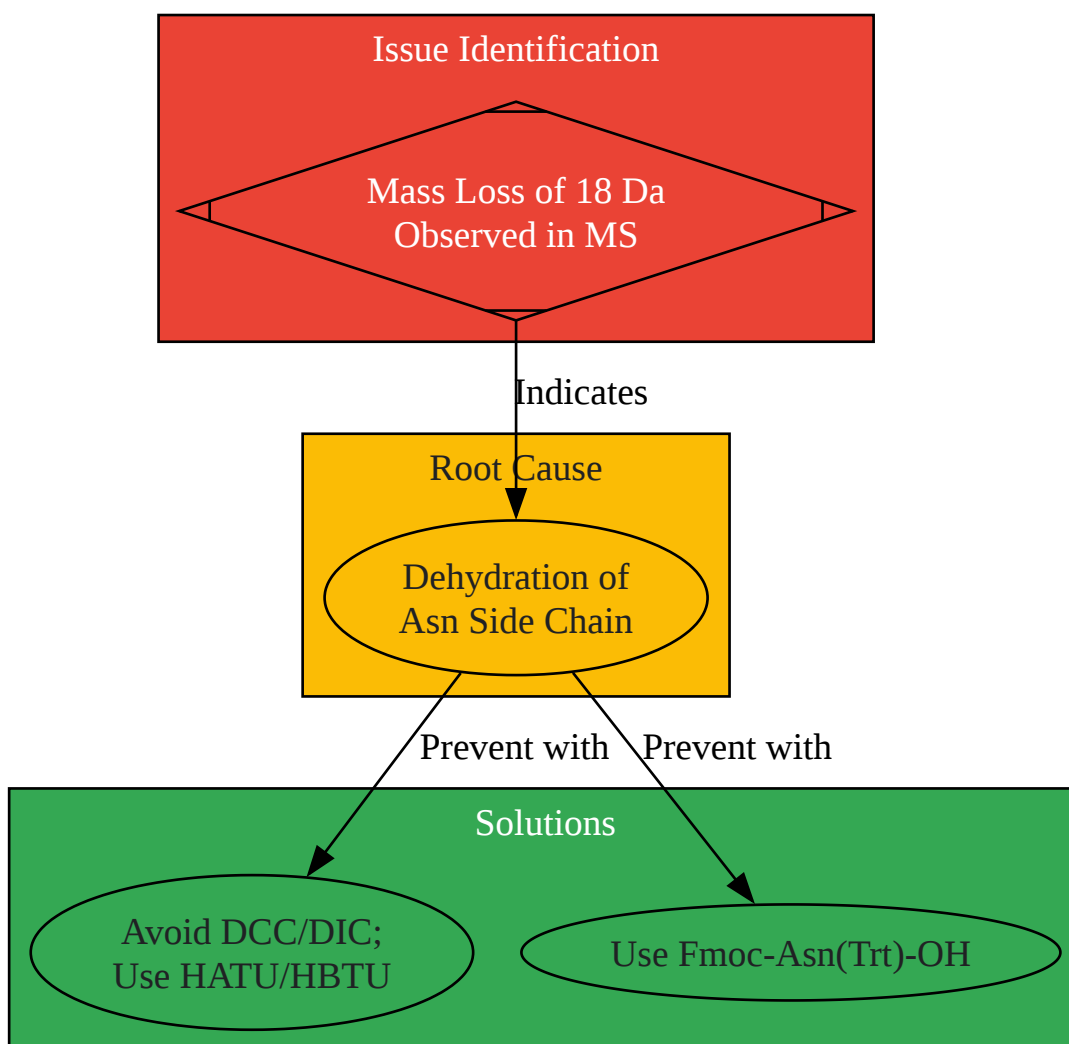 Issue Identification
Mass Loss of 18 Da
Observed in MS
Indicates
Root Cause
Dehydration of
Asn Side Chain
Prevent with
Prevent with
Solutions
Avoid DCC/DIC;
Use HATU/HBTU
Use Fmoc-Asn(Trt)-OH